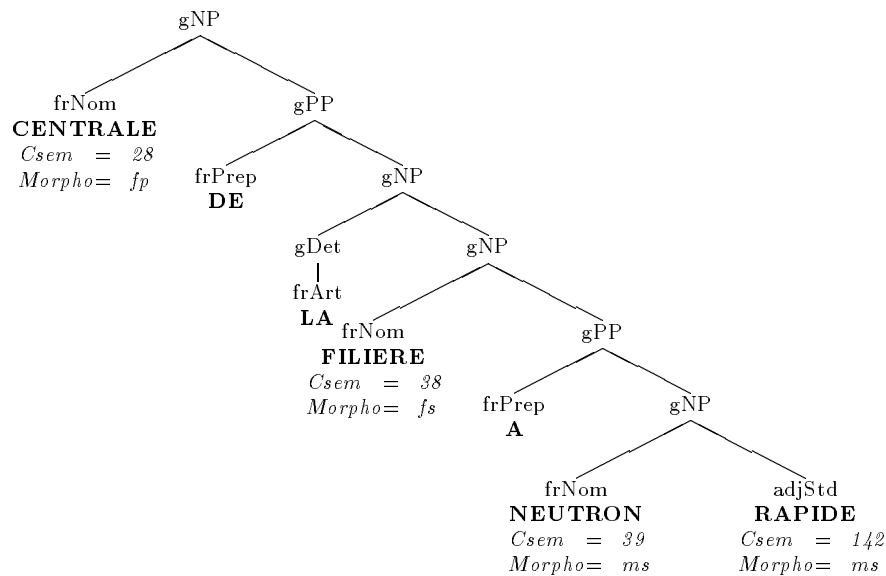 gNP
frNom
CENTRALE
Csem = 28
Morpho= fp
gPP
frPrep
DE
gNP
gDet
frArt
LA
gNP
frNom
FILIERE
Csem = 38
Morpho= fs
gPP
frPrep
A
gNP
frNom
NEUTRON
Csem = 39
Morpho= ms
adjStd
RAPIDE
Csem = 142
Morpho= ms